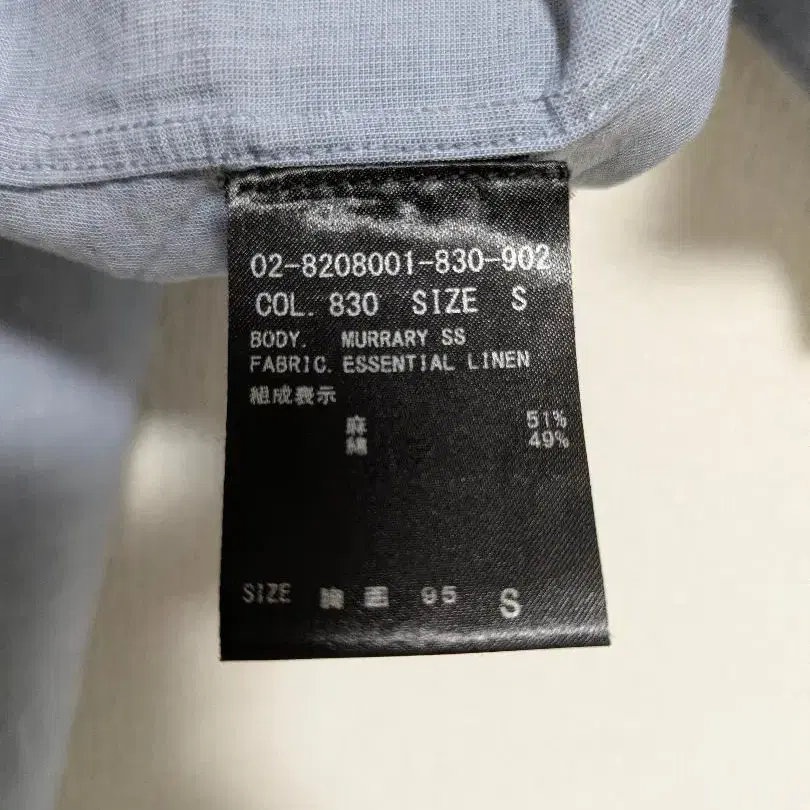 02-8208001-830-902
COL. 830 SIZE S
BODY. MURRARY SS
FABRIC. ESSENTIAL LINEN
組成表示
麻 51%
綿 49%
SIZE 胸囲 95 S